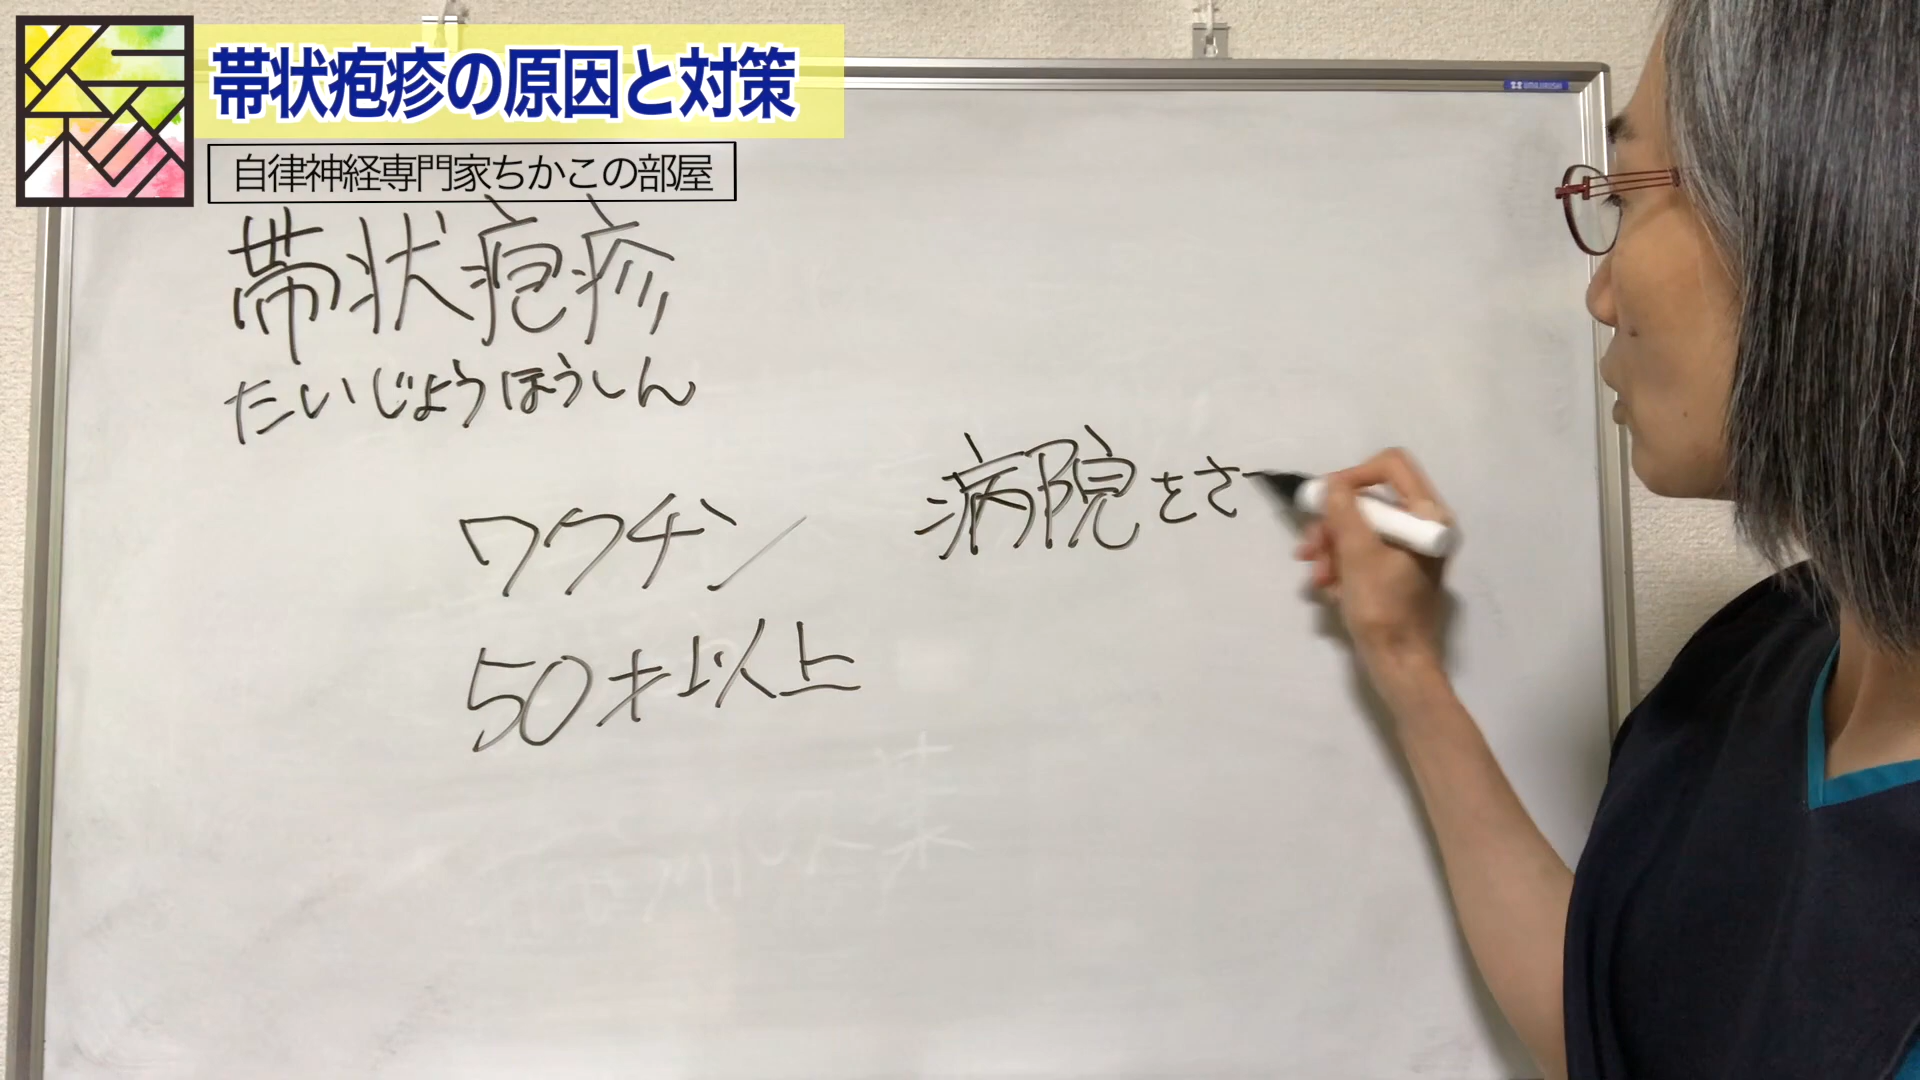 帯状疱疹の原因と対策
自律神経専門家ちかこの部屋
帯状疱疹
たいじょうほうしん
ワクチン
50才以上
病院をさ